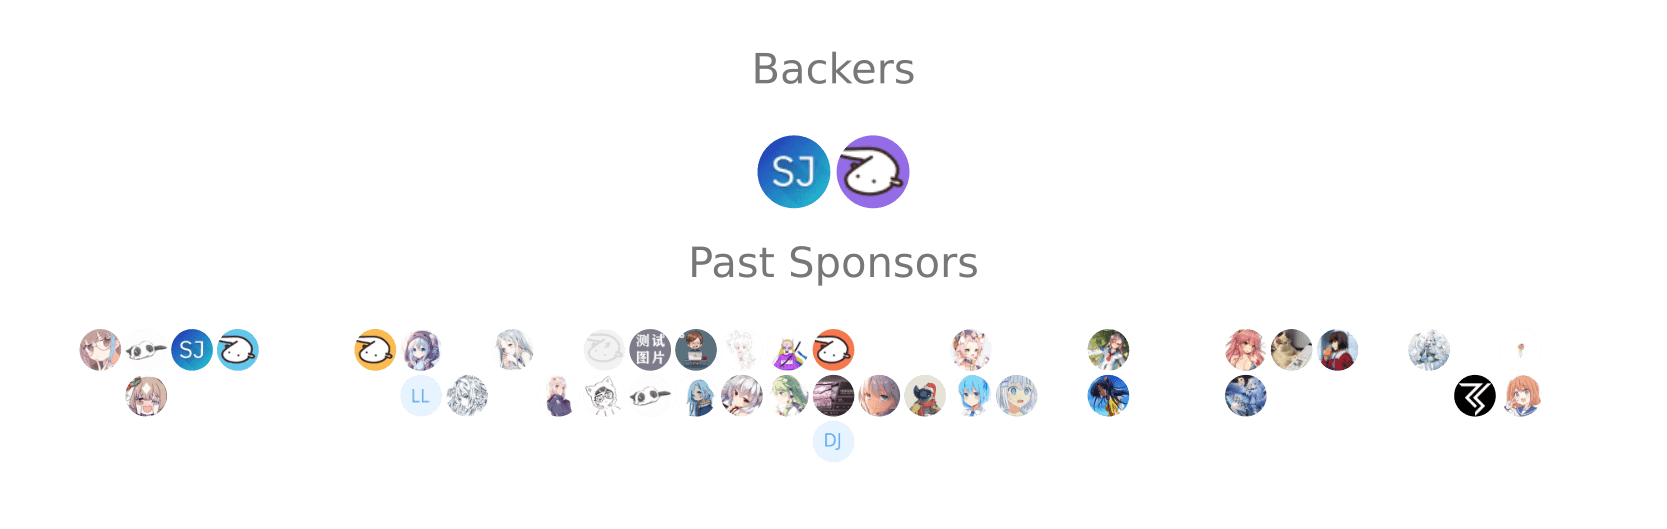 Backers
SJ
Past Sponsors
SJ
测试
图片
LL
DJ